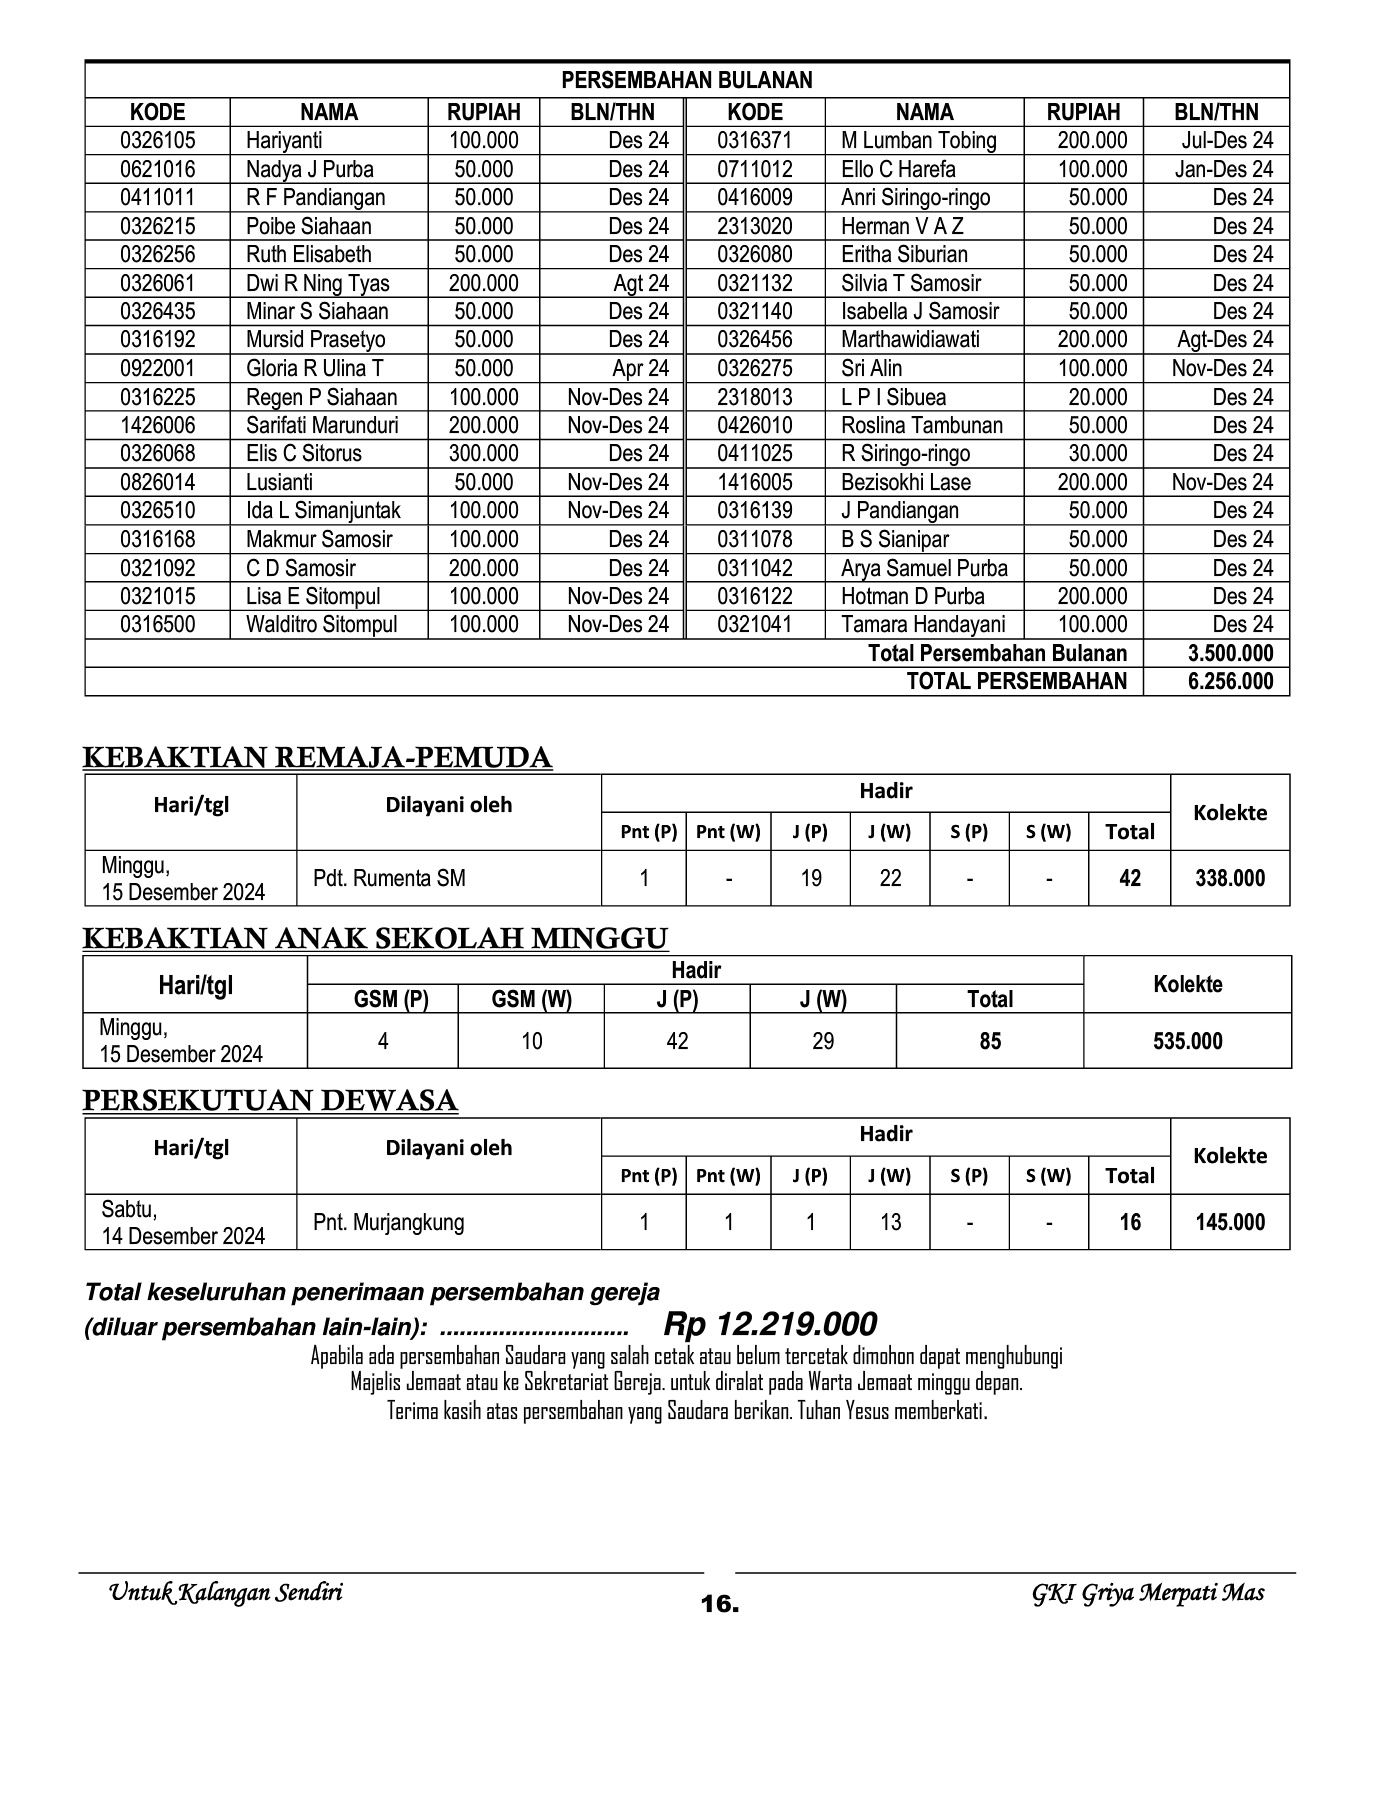 PERSEMBAHAN BULANAN
KODE NAMA RUPIAH BLN/THN KODE NAMA RUPIAH BLN/THN
0326105 Hariyanti 100.000 Des 24 0316371 M Lumban Tobing 200.000 Jul-Des 24
0621016 Nadya J Purba 50.000 Des 24 0711012 Ello C Harefa 100.000 Jan-Des 24
0411011 R F Pandiangan 50.000 Des 24 0416009 Anri Siringo-ringo 50.000 Des 24
0326215 Poibe Siahaan 50.000 Des 24 2313020 Herman V A Z 50.000 Des 24
0326256 Ruth Elisabeth 50.000 Des 24 0326080 Eritha Siburian 50.000 Des 24
0326061 Dwi R Ning Tyas 200.000 Agt 24 0321132 Silvia T Samosir 50.000 Des 24
0326435 Minar S Siahaan 50.000 Des 24 0321140 Isabella J Samosir 50.000 Des 24
0316192 Mursid Prasetyo 50.000 Des 24 0326456 Marthawidiawati 200.000 Agt-Des 24
0922001 Gloria R Ulina T 50.000 Apr 24 0326275 Sri Alin 100.000 Nov-Des 24
0316225 Regen P Siahaan 100.000 Nov-Des 24 2318013 L P I Sibuea 20.000 Des 24
1426006 Sarifati Marunduri 200.000 Nov-Des 24 0426010 Roslina Tambunan 50.000 Des 24
0326068 Elis C Sitorus 300.000 Des 24 0411025 R Siringo-ringo 30.000 Des 24
0826014 Lusianti 50.000 Nov-Des 24 1416005 Bezisokhi Lase 200.000 Nov-Des 24
0326510 Ida L Simanjuntak 100.000 Nov-Des 24 0316139 J Pandiangan 50.000 Des 24
0316168 Makmur Samosir 100.000 Des 24 0311078 B S Sianipar 50.000 Des 24
0321092 C D Samosir 200.000 Des 24 0311042 Arya Samuel Purba 50.000 Des 24
0321015 Lisa E Sitompul 100.000 Nov-Des 24 0316122 Hotman D Purba 200.000 Des 24
0316500 Walditro Sitompul 100.000 Nov-Des 24 0321041 Tamara Handayani 100.000 Des 24
Total Persembahan Bulanan 3.500.000
TOTAL PERSEMBAHAN 6.256.000
KEBAKTIAN REMAJA-PEMUDA
Hari/tgl Dilayani oleh Hadir Kolekte
Pnt (P) Pnt (W) J (P) J (W) S (P) S (W) Total
Minggu,
15 Desember 2024 Pdt. Rumenta SM 1 - 19 22 - - 42 338.000
KEBAKTIAN ANAK SEKOLAH MINGGU
Hari/tgl Hadir Kolekte
GSM (P) GSM (W) J (P) J (W) Total
Minggu,
15 Desember 2024 4 10 42 29 85 535.000
PERSEKUTUAN DEWASA
Hari/tgl Dilayani oleh Hadir Kolekte
Pnt (P) Pnt (W) J (P) J (W) S (P) S (W) Total
Sabtu,
14 Desember 2024 Pnt. Murjangkung 1 1 1 13 - - 16 145.000
Total keseluruhan penerimaan persembahan gereja
(diluar persembahan lain-lain): ............................. Rp 12.219.000
Apabila ada persembahan Saudara yang salah cetak atau belum tercetak dimohon dapat menghubungi
Majelis Jemaat atau ke Sekretariat Gereja. untuk diralat pada Warta Jemaat minggu depan.
Terima kasih atas persembahan yang Saudara berikan. Tuhan Yesus memberkati.
Untuk Kalangan Sendiri 16. GKI Griya Merpati Mas